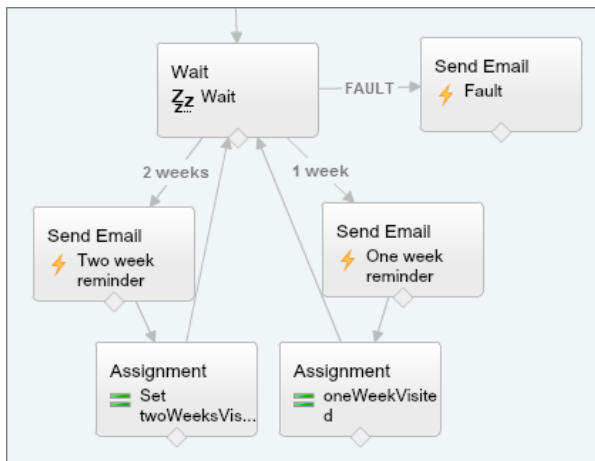 Wait
Zz
z...
Wait
FAULT
Send Email
Fault
2 weeks
1 week
Send Email
Two week
reminder
Send Email
One week
reminder
Assignment
Set
twoWeeksVis...
Assignment
oneWeekVisite
d